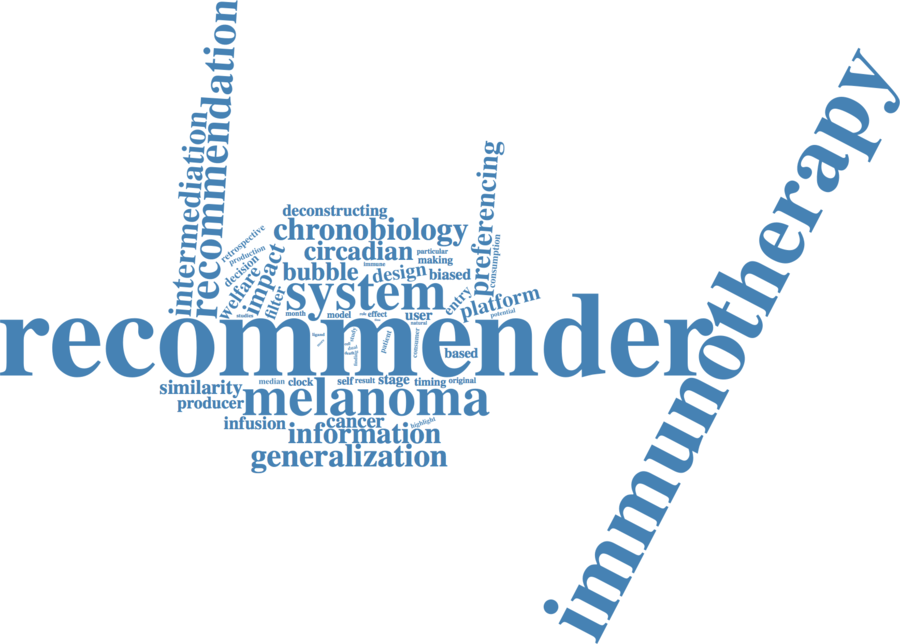 recommendation
intermediation
immunotherapy
preferencing
deconstructing
chronobiology
retrospective
production
circadian
particular
making
consumption
decision
impact
bubble
immune
design
biased
welfare
filter
system
entry
platform
potential
studies
month
model
effect
user
natural
recommender
patient
consumer
based
similarity
median
clock
self
result
stage
timing
original
producer
melanoma
infusion
cancer
highlight
information
generalization